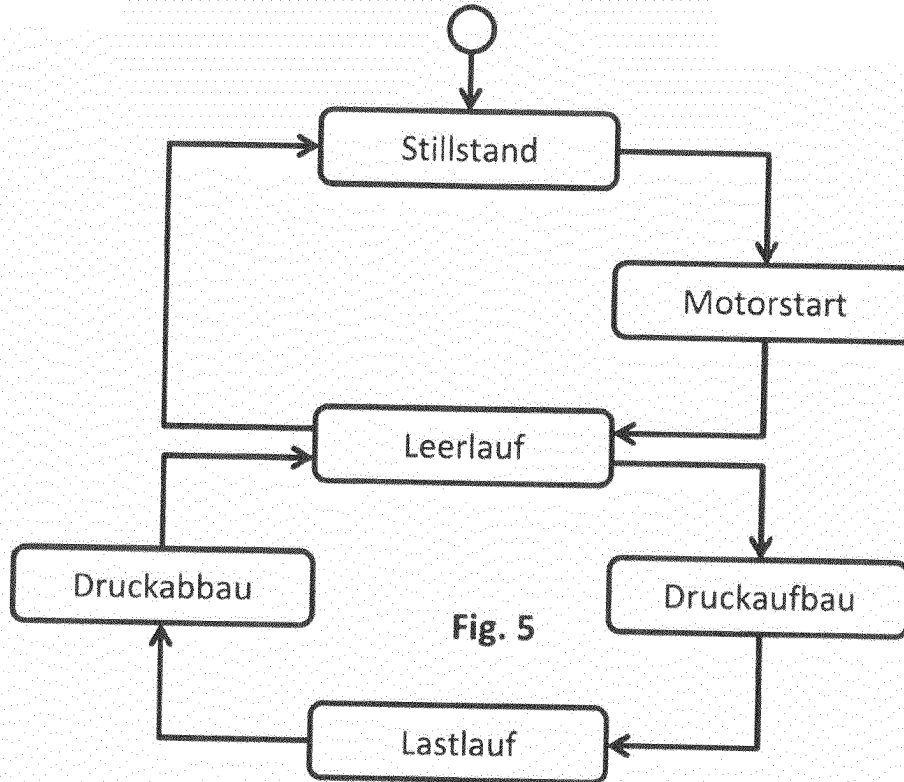 Stillstand
Motorstart
Leerlauf
Druckabbau
Druckaufbau
Fig. 5
Lastlauf